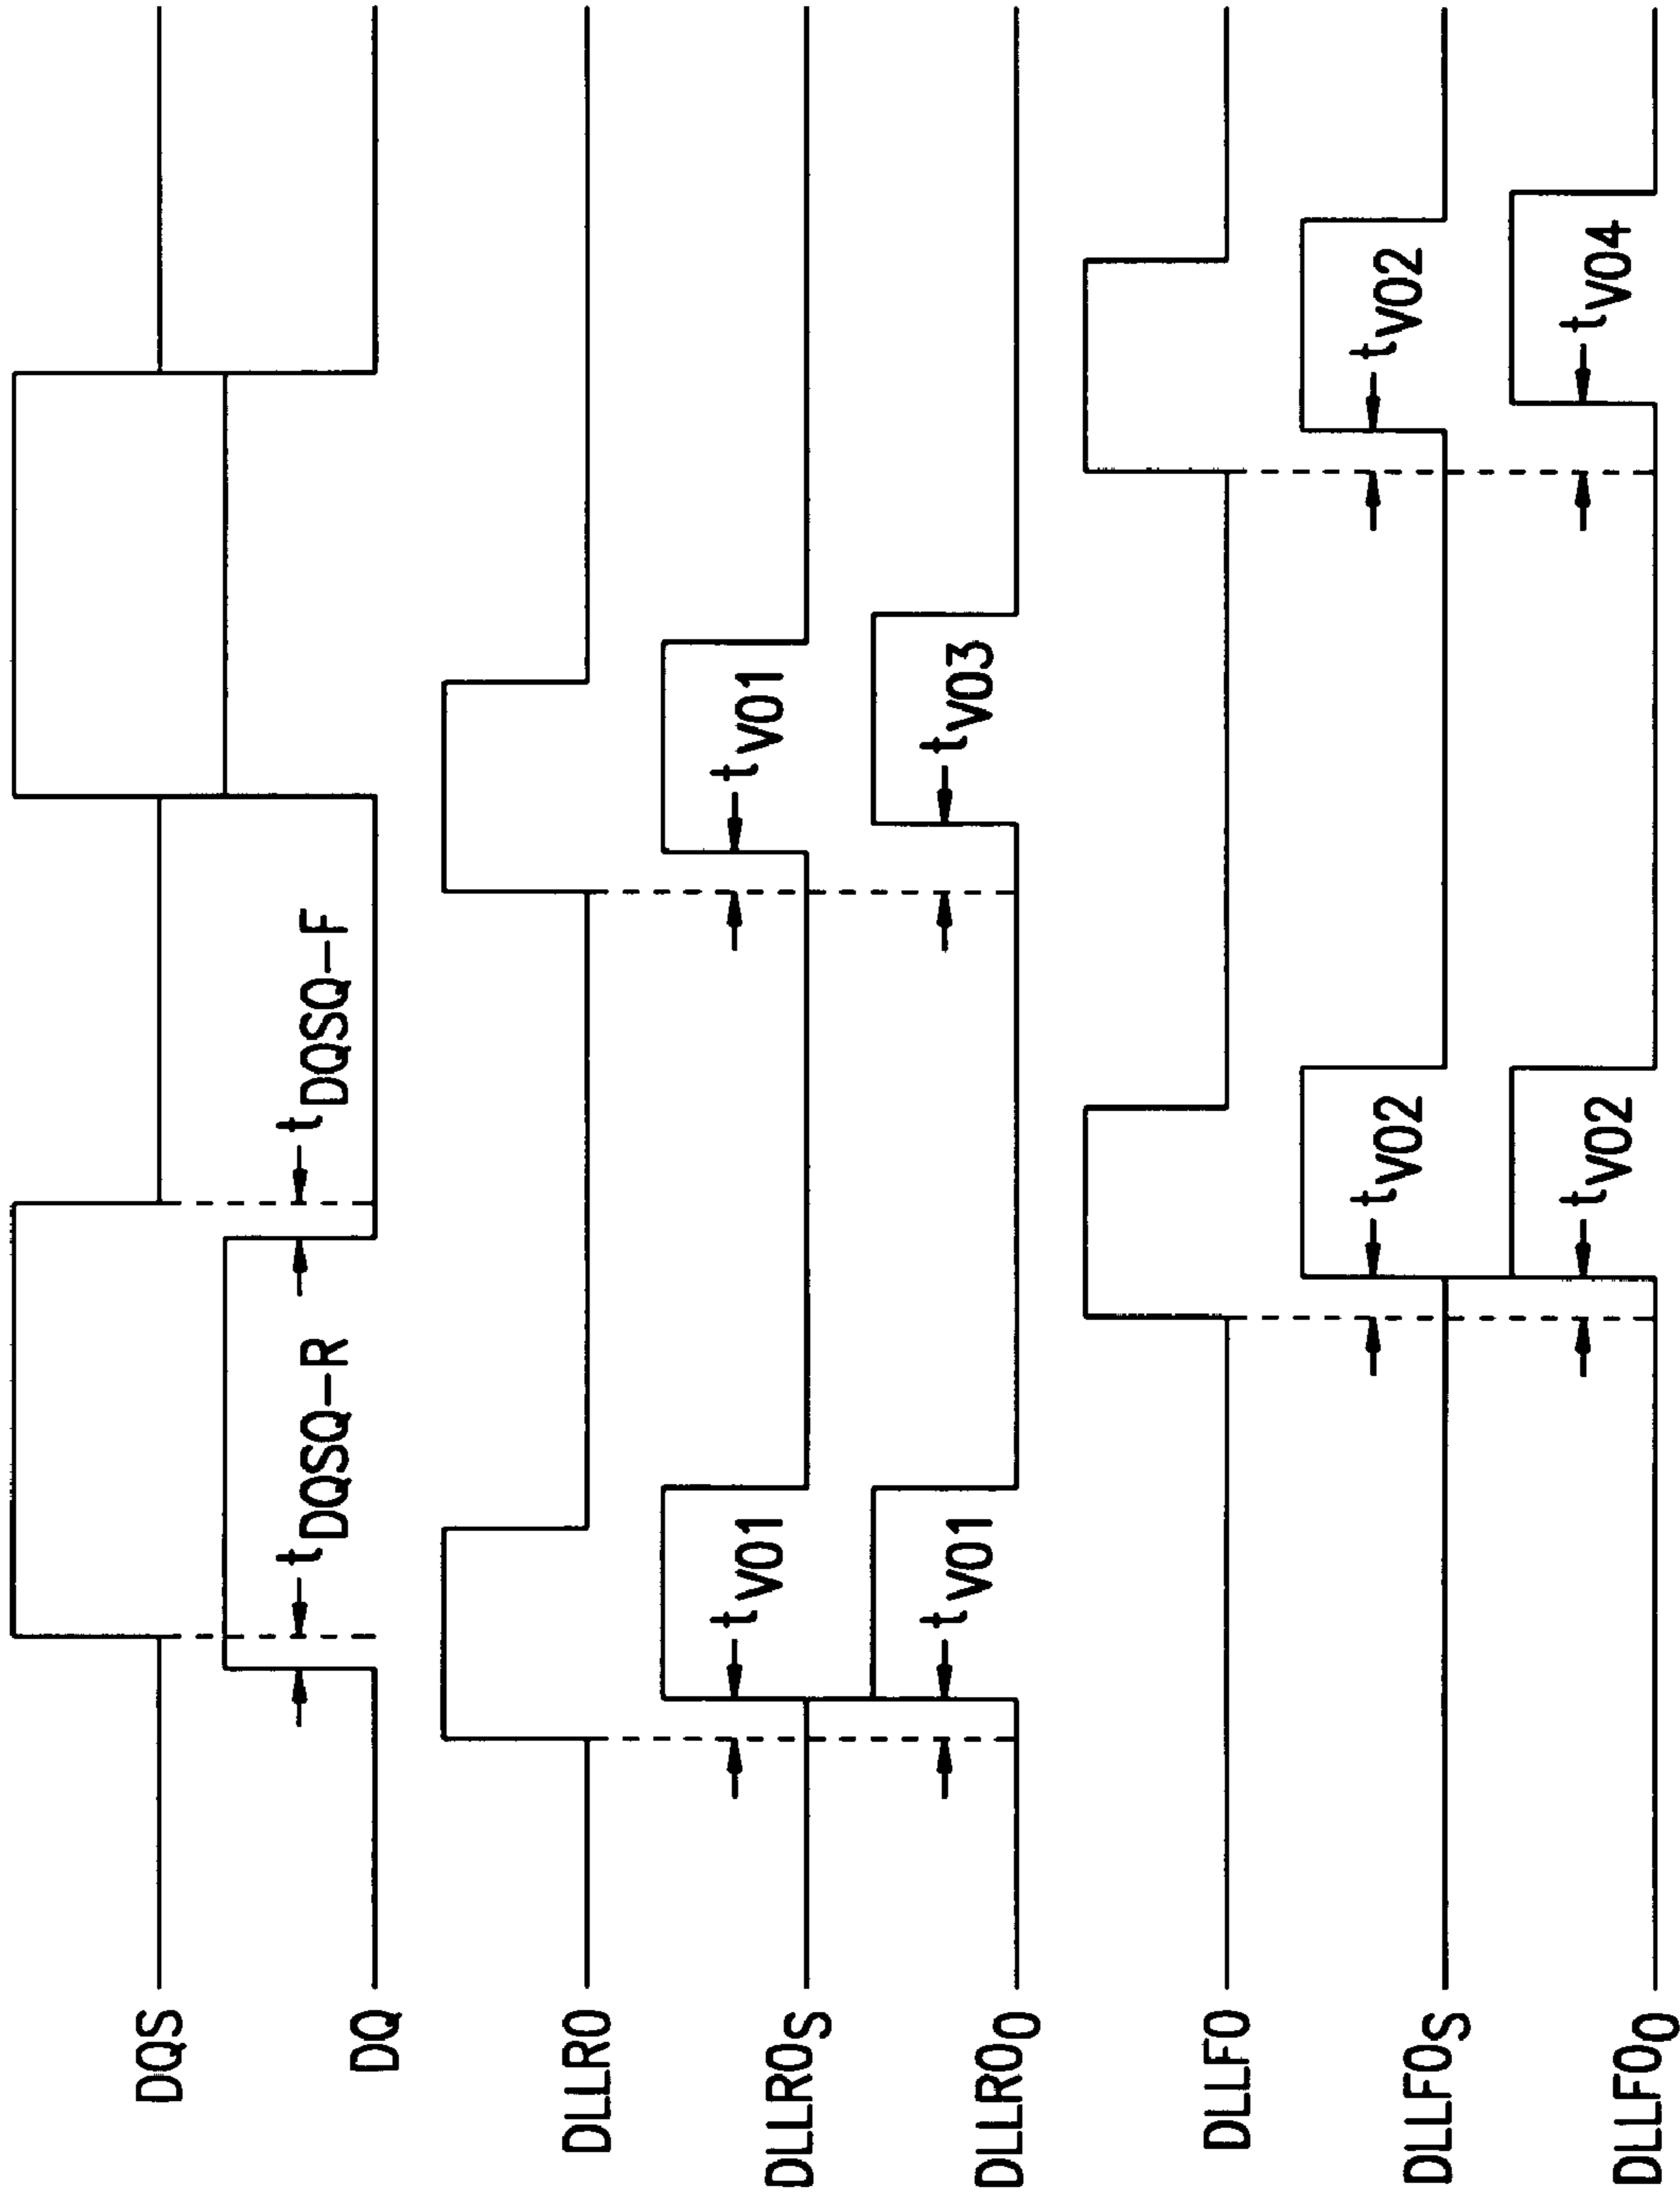 DQS
DQ
tDQSQ-R
tDQSQ-F
DLLRO
DLLROS
tV01
tV01
DLLROO
tV01
tV03
DLLFO
DLLFOS
tV02
tV02
DLLFOO
tV02
tV04